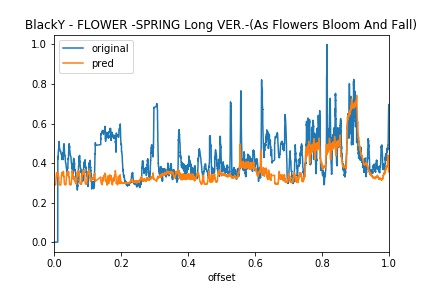 BlackY - FLOWER -SPRING Long VER.-(As Flowers Bloom And Fall)
original
pred
1.0
0.8
0.6
0.4
0.2
0.0
0.0 0.2 0.4 0.6 0.8 1.0
offset